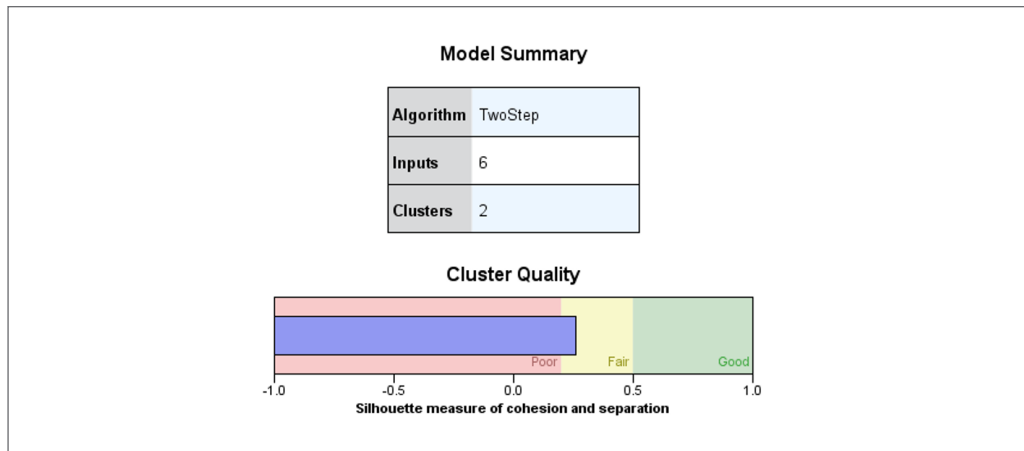 Model Summary
Algorithm TwoStep
Inputs 6
Clusters 2
Cluster Quality
Poor Fair Good
-1.0 -0.5 0.0 0.5 1.0
Silhouette measure of cohesion and separation